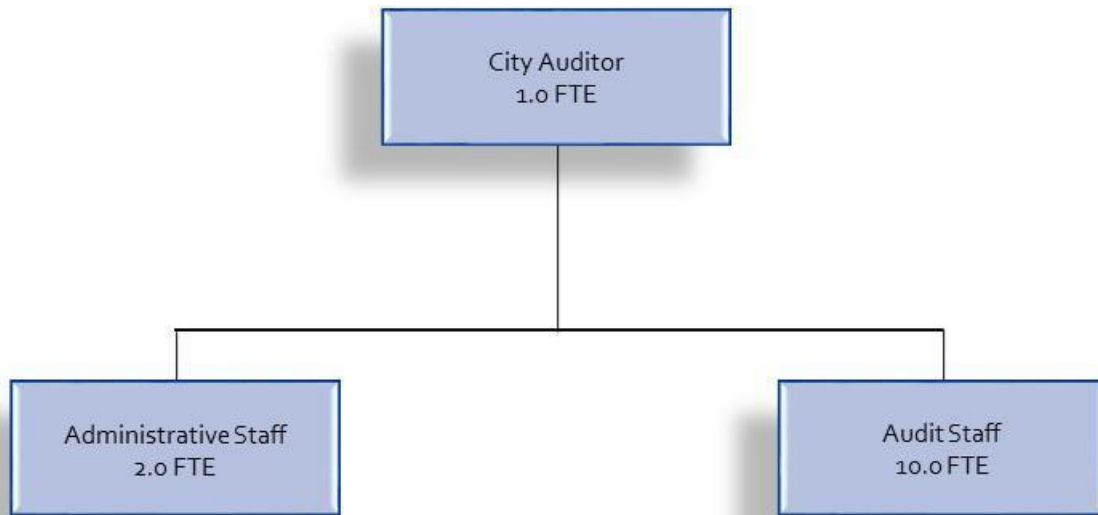 City Auditor
1.0 FTE
Administrative Staff
2.0 FTE
Audit Staff
10.0 FTE